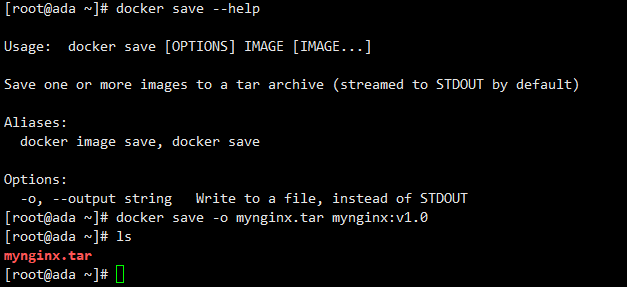 [root@ada ~]# docker save --help
Usage:  docker save [OPTIONS] IMAGE [IMAGE...]
Save one or more images to a tar archive (streamed to STDOUT by default)
Aliases:
  docker image save, docker save
Options:
  -o, --output string   Write to a file, instead of STDOUT
[root@ada ~]# docker save -o mynginx.tar mynginx:v1.0
[root@ada ~]# ls
mynginx.tar
[root@ada ~]#